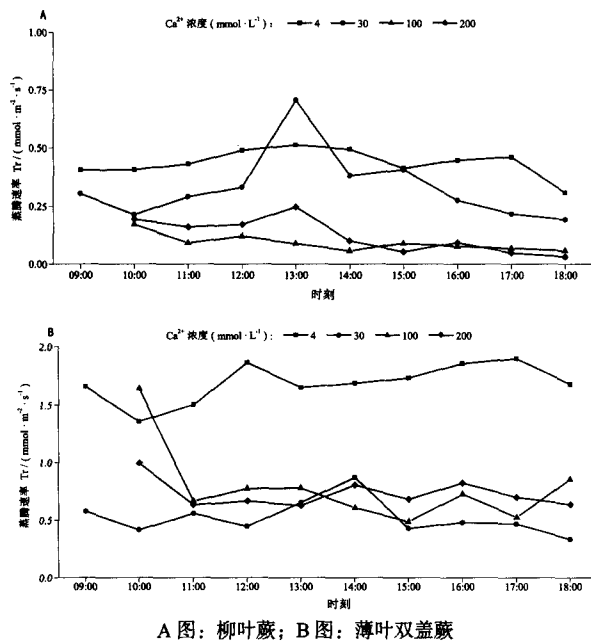 A
Ca²⁺ 浓度 ( mmol · L⁻¹ ) : 4 30 100 200
1.00
0.75
0.50
0.25
0.00
蒸腾速率 Tr / ( mmol · m⁻² · s⁻¹ )
09:00 10:00 11:00 12:00 13:00 14:00 15:00 16:00 17:00 18:00
时刻
B
Ca²⁺ 浓度 ( mmol · L⁻¹ ) : 4 30 100 200
2.0
1.5
1.0
0.5
0.0
蒸腾速率 Tr / ( mmol · m⁻² · s⁻¹ )
09:00 10:00 11:00 12:00 13:00 14:00 15:00 16:00 17:00 18:00
时刻
A 图：柳叶蕨；B 图：薄叶双盖蕨